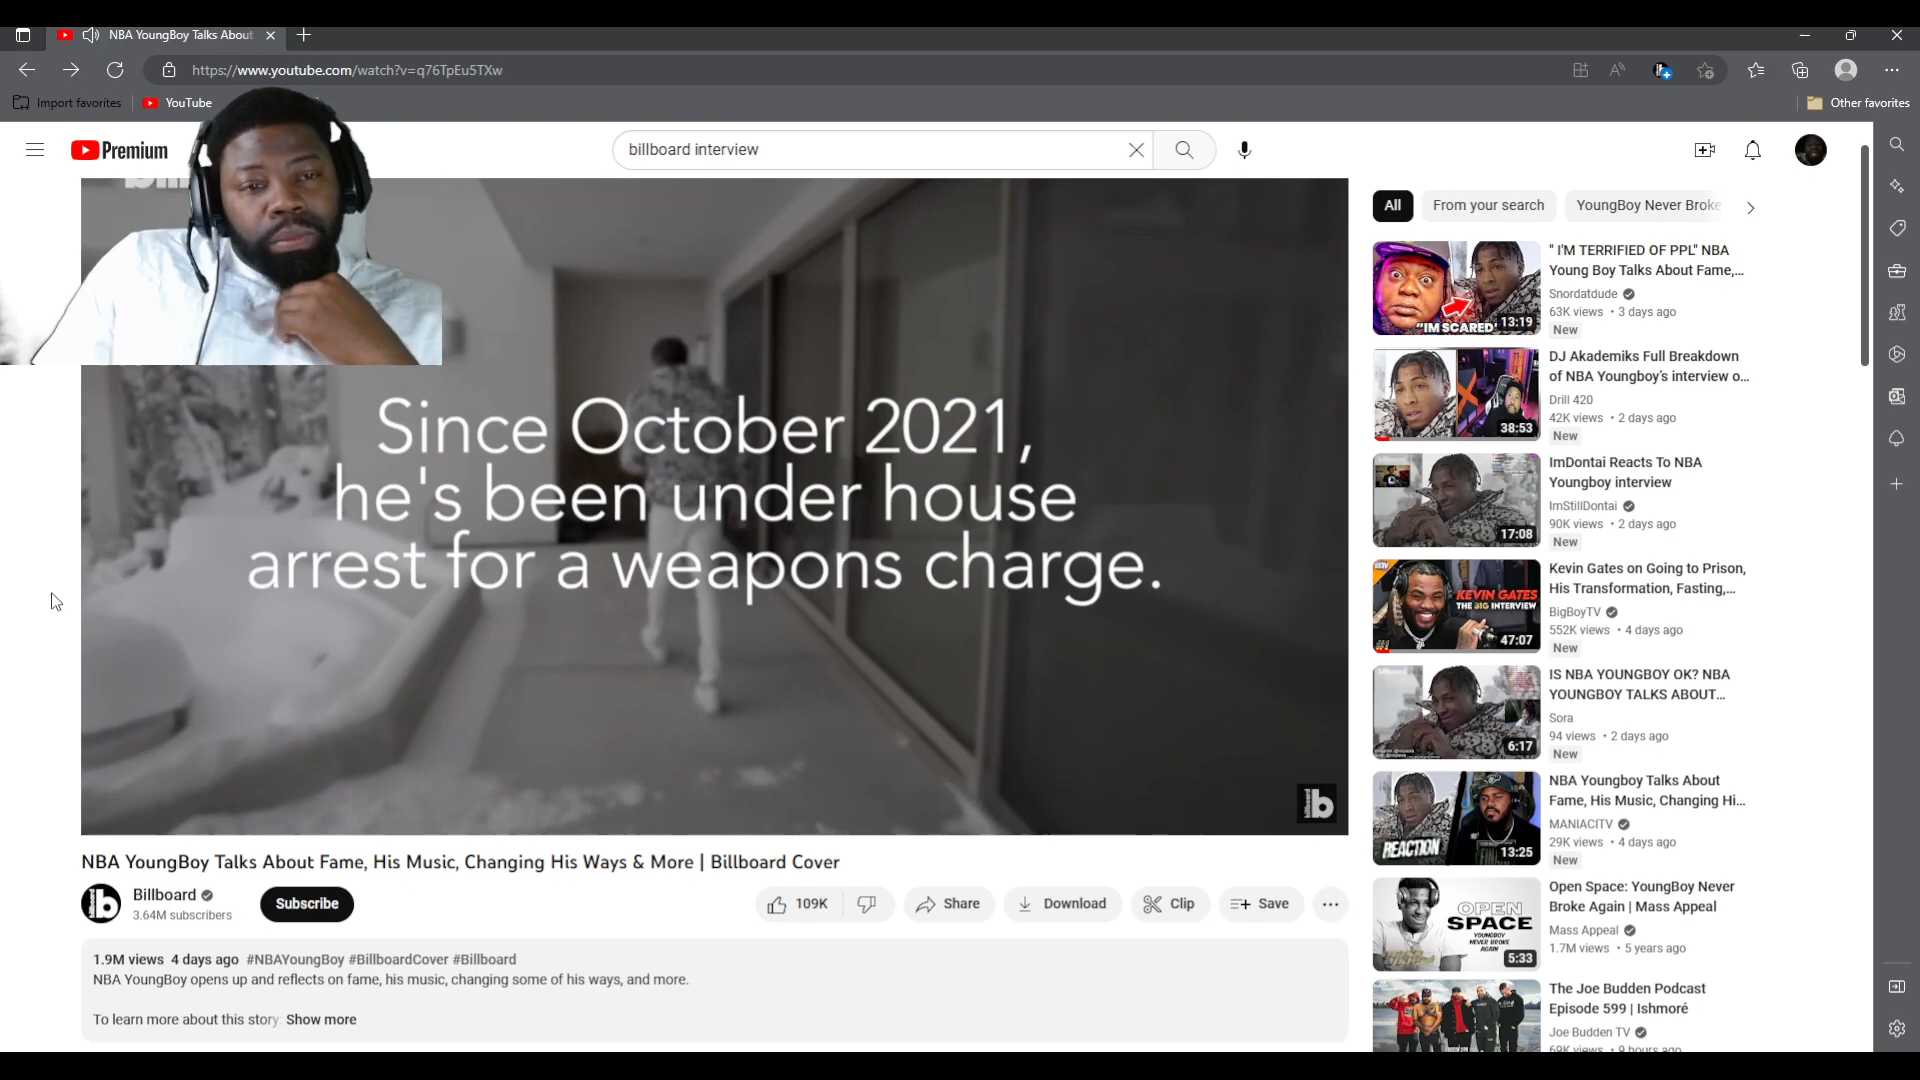 NBA YoungBoy Talks About
https://www.youtube.com/watch?v=q76TpEu5TXw
Import favorites
YouTube
Other favorites
Premium
billboard interview
Since October 2021,
he's been under house
arrest for a weapons charge.
billboard
b
NBA YoungBoy Talks About Fame, His Music, Changing His Ways & More | Billboard Cover
Billboard
3.64M subscribers
Subscribe
109K
Share
Download
Clip
Save
1.9M views 4 days ago #NBAYoungBoy #BillboardCover #Billboard
NBA YoungBoy opens up and reflects on fame, his music, changing some of his ways, and more.
To learn more about this story: Show more
All
From your search
YoungBoy Never Broke
"IM SCARED"
13:19
" I'M TERRIFIED OF PPL" NBA
Young Boy Talks About Fame,...
Snordatdude
63K views • 3 days ago
New
38:53
DJ Akademiks Full Breakdown
of NBA Youngboy's interview o...
Drill 420
42K views • 2 days ago
New
17:08
ImDontai Reacts To NBA
Youngboy interview
ImStillDontai
90K views • 2 days ago
New
KEVIN GATES
THE BIG INTERVIEW
47:07
Kevin Gates on Going to Prison,
His Transformation, Fasting,...
BigBoyTV
552K views • 4 days ago
New
6:17
IS NBA YOUNGBOY OK? NBA
YOUNGBOY TALKS ABOUT...
Sora
94 views • 2 days ago
New
REACTION
13:25
NBA Youngboy Talks About
Fame, His Music, Changing Hi...
MANIACITV
29K views • 4 days ago
New
OPEN
SPACE
YOUNGBOY
NEVER BROKE
AGAIN
5:33
Open Space: YoungBoy Never
Broke Again | Mass Appeal
Mass Appeal
1.7M views • 5 years ago
The Joe Budden Podcast
Episode 599 | Ishmoré
Joe Budden TV
69K views • 9 hours ago